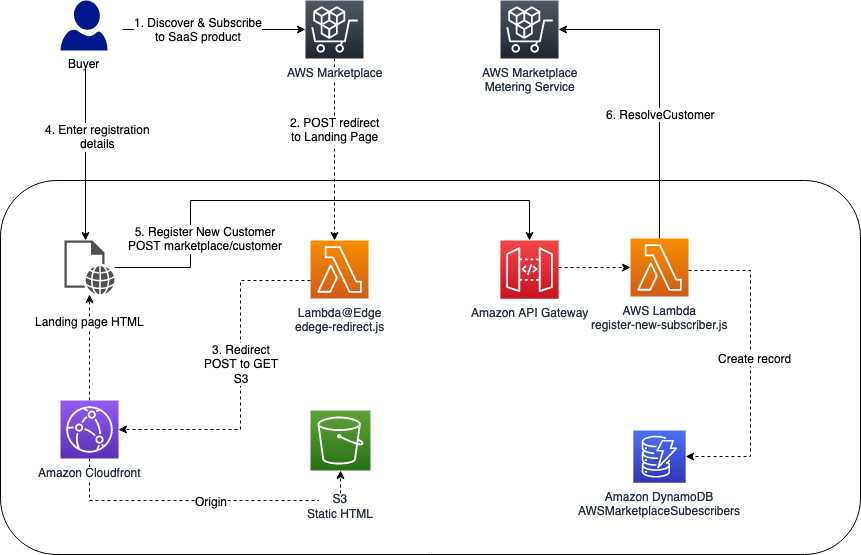 1. Discover & Subscribe
to SaaS product
Buyer
AWS Marketplace
AWS Marketplace
Metering Service
4. Enter registration
details
2. POST redirect
to Landing Page
6. ResolveCustomer
5. Register New Customer
POST marketplace/customer
Landing page HTML
Lambda@Edge
edege-redirect.js
Amazon API Gateway
AWS Lambda
register-new-subscriber.js
3. Redirect
POST to GET
S3
Create record
Amazon Cloudfront
Origin
S3
Static HTML
Amazon DynamoDB
AWSMarketplaceSubescribers